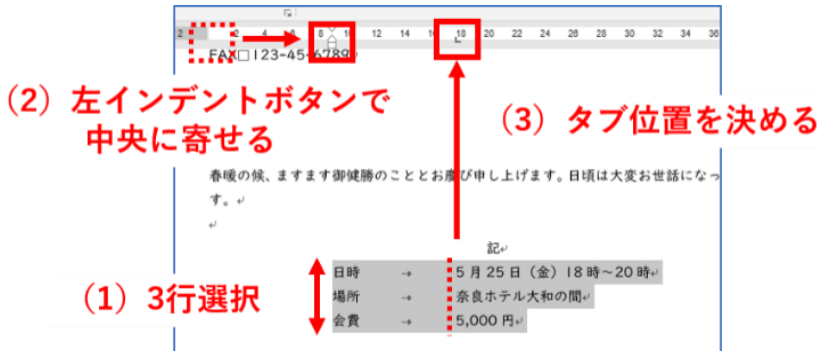 2 2 4 6 8 10 12 14 16 18 20 22 24 26 28 30 32 34 36
FAX□123-45-6789
(2) 左インデントボタンで
中央に寄せる
(3) タブ位置を決める
春暖の候、ますます御健勝のこととお慶び申し上げます。日頃は大変お世話になっ
す。↵
↵
記↵
(1) 3行選択
日時 → 5月25日（金）18時～20時↵
場所 → 奈良ホテル大和の間↵
会費 → 5,000円↵